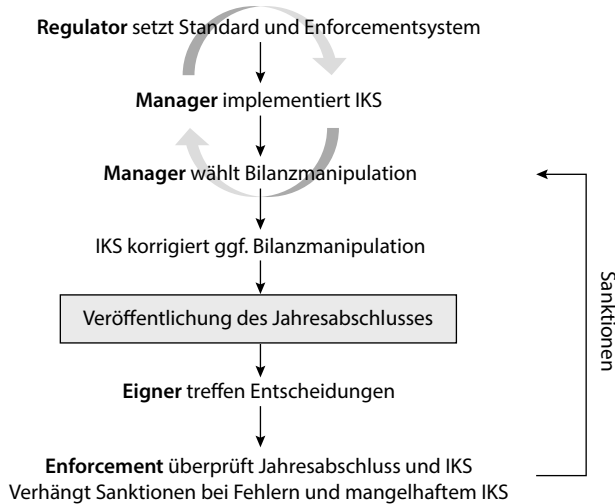 Regulator setzt Standard und Enforcementsystem
Manager implementiert IKS
Manager wählt Bilanzmanipulation
IKS korrigiert ggf. Bilanzmanipulation
Veröffentlichung des Jahresabschlusses
Eigner treffen Entscheidungen
Enforcement überprüft Jahresabschluss und IKS
Verhängt Sanktionen bei Fehlern und mangelhaftem IKS
Sanktionen